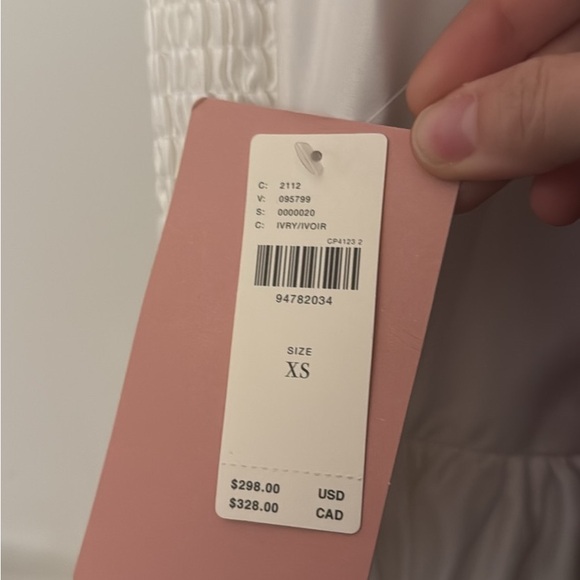 C: 2112
V: 095799
S: 0000020
C: IVRY/IVOIR
CP4123 2
94782034
SIZE
XS
$298.00 USD
$328.00 CAD